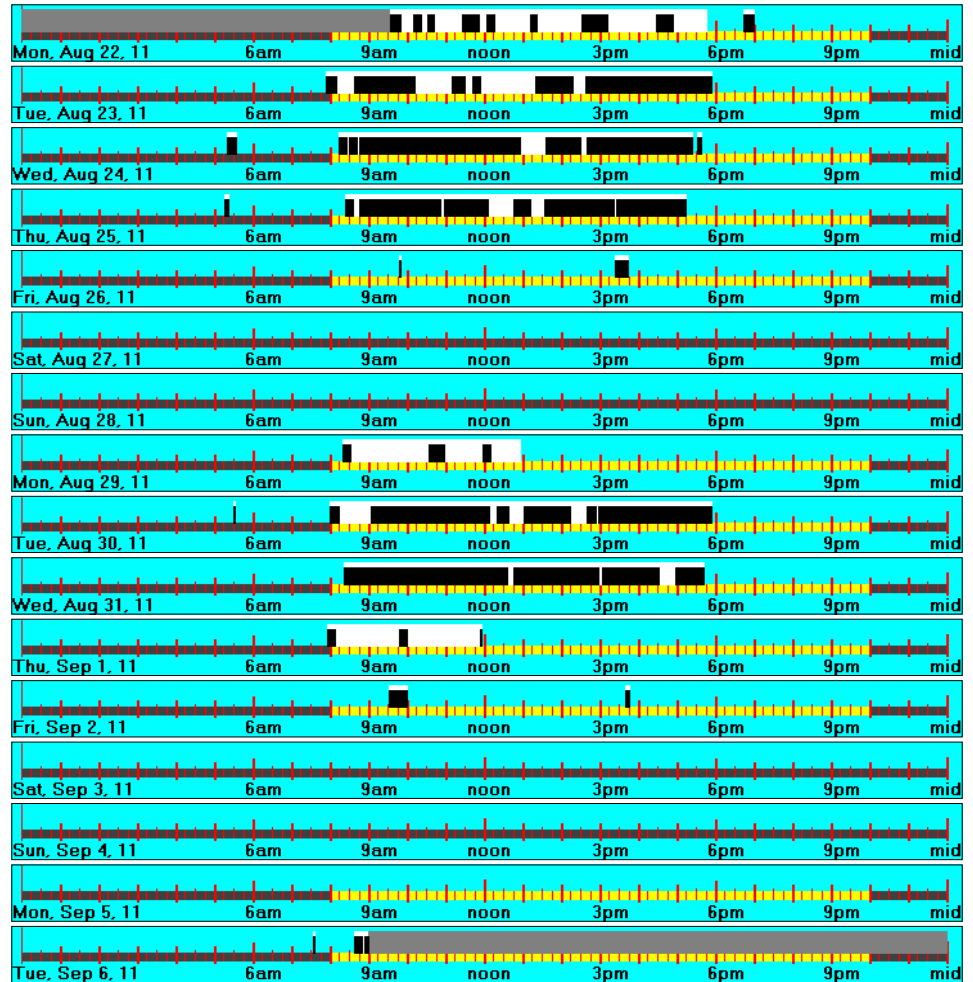 Mon, Aug 22, 11 6am 9am noon 3pm 6pm 9pm mid
Tue, Aug 23, 11 6am 9am noon 3pm 6pm 9pm mid
Wed, Aug 24, 11 6am 9am noon 3pm 6pm 9pm mid
Thu, Aug 25, 11 6am 9am noon 3pm 6pm 9pm mid
Fri, Aug 26, 11 6am 9am noon 3pm 6pm 9pm mid
Sat, Aug 27, 11 6am 9am noon 3pm 6pm 9pm mid
Sun, Aug 28, 11 6am 9am noon 3pm 6pm 9pm mid
Mon, Aug 29, 11 6am 9am noon 3pm 6pm 9pm mid
Tue, Aug 30, 11 6am 9am noon 3pm 6pm 9pm mid
Wed, Aug 31, 11 6am 9am noon 3pm 6pm 9pm mid
Thu, Sep 1, 11 6am 9am noon 3pm 6pm 9pm mid
Fri, Sep 2, 11 6am 9am noon 3pm 6pm 9pm mid
Sat, Sep 3, 11 6am 9am noon 3pm 6pm 9pm mid
Sun, Sep 4, 11 6am 9am noon 3pm 6pm 9pm mid
Mon, Sep 5, 11 6am 9am noon 3pm 6pm 9pm mid
Tue, Sep 6, 11 6am 9am noon 3pm 6pm 9pm mid